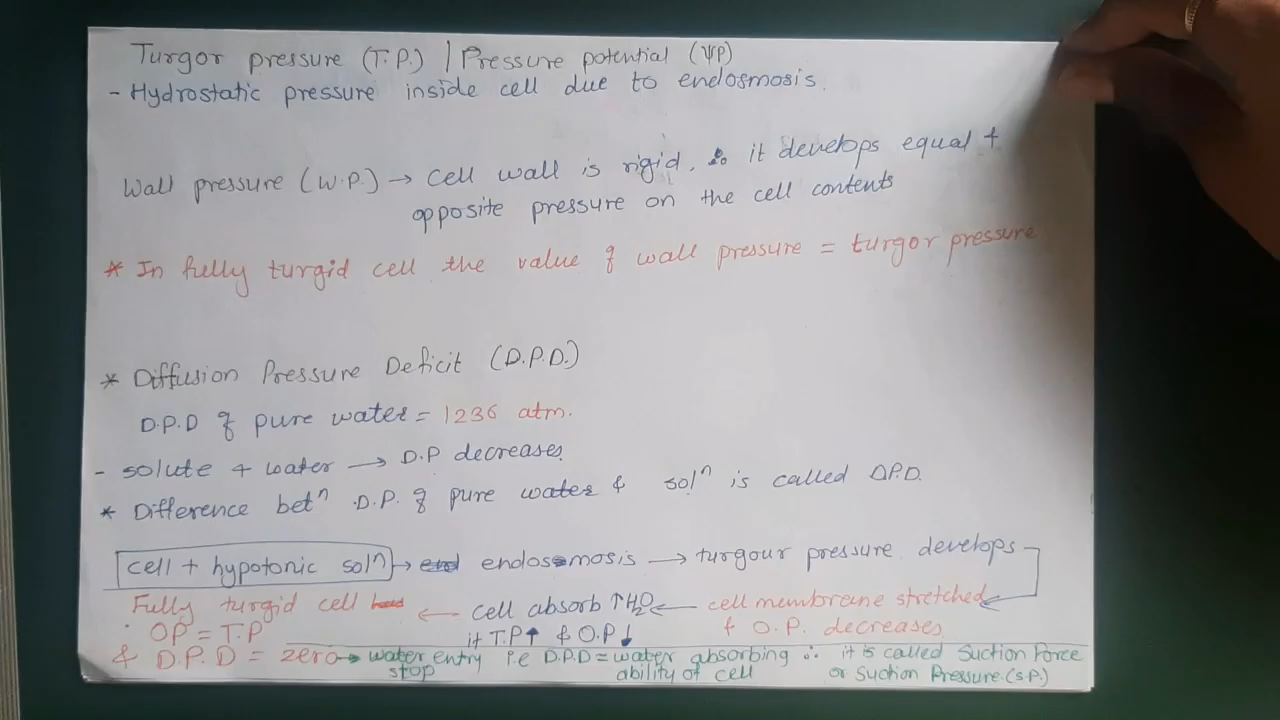 Turgor pressure (T.P.) | Pressure potential (ΨP)
- Hydrostatic pressure inside cell due to endosmosis.
Wall pressure (W.P.) → cell wall is rigid. so it develops equal +
opposite pressure on the cell contents
* In fully turgid cell the value of wall pressure = turgor pressure
* Diffusion Pressure Deficit (D.P.D.)
D.P.D of pure water = 1236 atm.
- solute + water → D.P decreases
* Difference betⁿ D.P. of pure water & solⁿ is called D.P.D.
cell + hypotonic solⁿ → endosmosis → turgour pressure develops
Fully turgid cell ← cell absorb ↑H2O ← cell membrane stretched
OP = T.P it T.P↑ & O.P↓ & O.P. decreases
& D.P.D = zero → water entry i.e D.P.D = water absorbing ∴ it is called Suction Force
stop ability of cell or Suction Pressure.(S.P.)